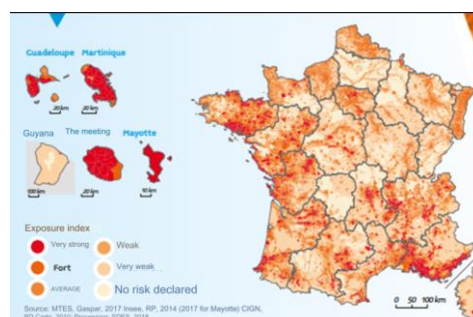 Guadeloupe Martinique
20 km 20 km
Guyana The meeting Mayotte
100 km 20 km 10 km
Exposure index
Very strong Weak
Fort Very weak
AVERAGE No risk declared
0 50 100 km
Source: MTES, Gaspar, 2017 Insee, RP, 2014 (2017 for Mayotte) CIGN,